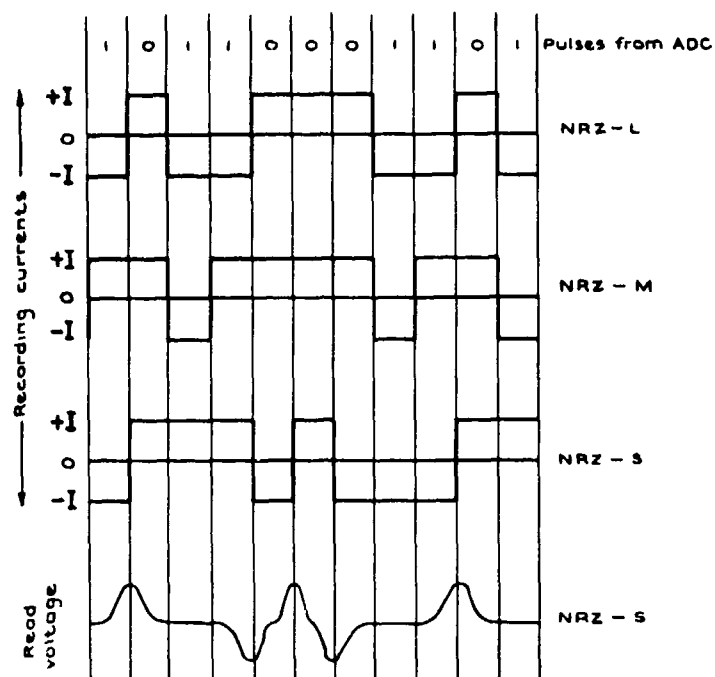 1 0 1 1 0 0 0 1 1 0 1 Pulses from ADC
+I
0
-I
NRZ-L
+I
0
-I
NRZ-M
+I
0
-I
NRZ-S
Recording currents
Read voltage
NRZ-S